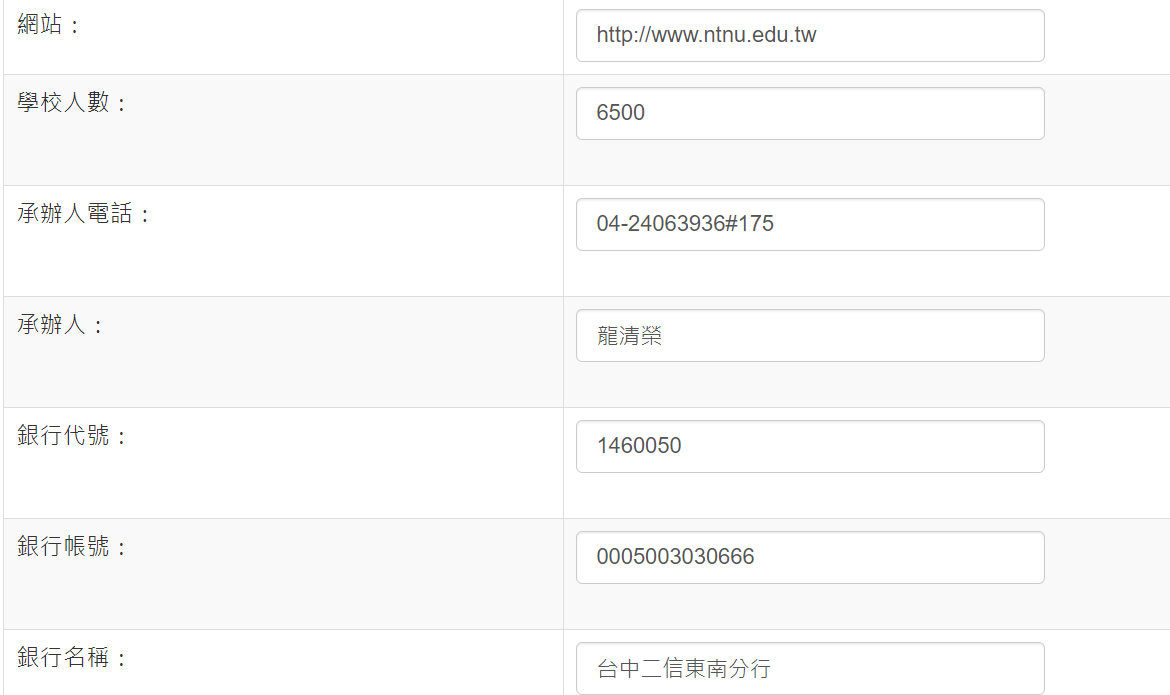 網站：
http://www.ntnu.edu.tw
學校人數：
6500
承辦人電話：
04-24063936#175
承辦人：
龍清榮
銀行代號：
1460050
銀行帳號：
0005003030666
銀行名稱：
台中二信東南分行